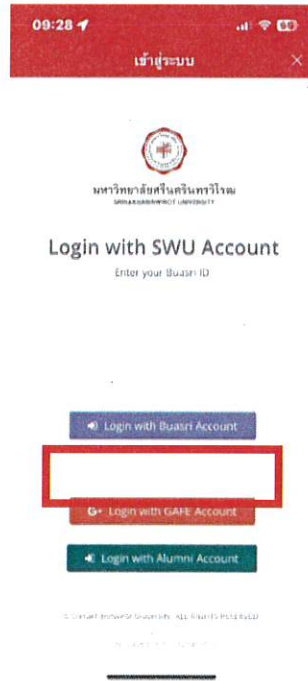 09:28
69
เข้าสู่ระบบ
มหาวิทยาลัยศรีนครินทรวิโรฒ
SRINAKHARINWIROT UNIVERSITY
Login with SWU Account
Enter your Buasri ID
Login with Buasri Account
G+ Login with GAFE Account
Login with Alumni Account